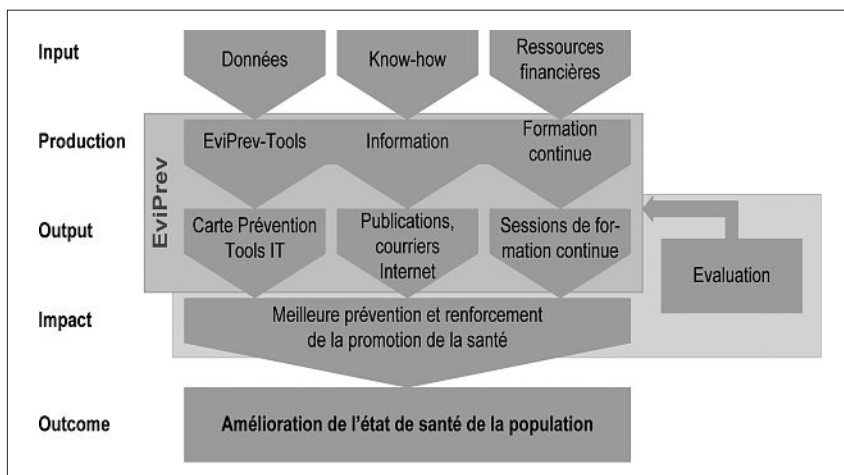 Input
Données
Know-how
Ressources
financières
Production
EviPrev-Tools
Information
Formation
continue
EviPrev
Output
Carte Prévention
Tools IT
Publications,
courriers
Internet
Sessions de for-
mation continue
Evaluation
Impact
Meilleure prévention et renforcement
de la promotion de la santé
Outcome
Amélioration de l'état de santé de la population